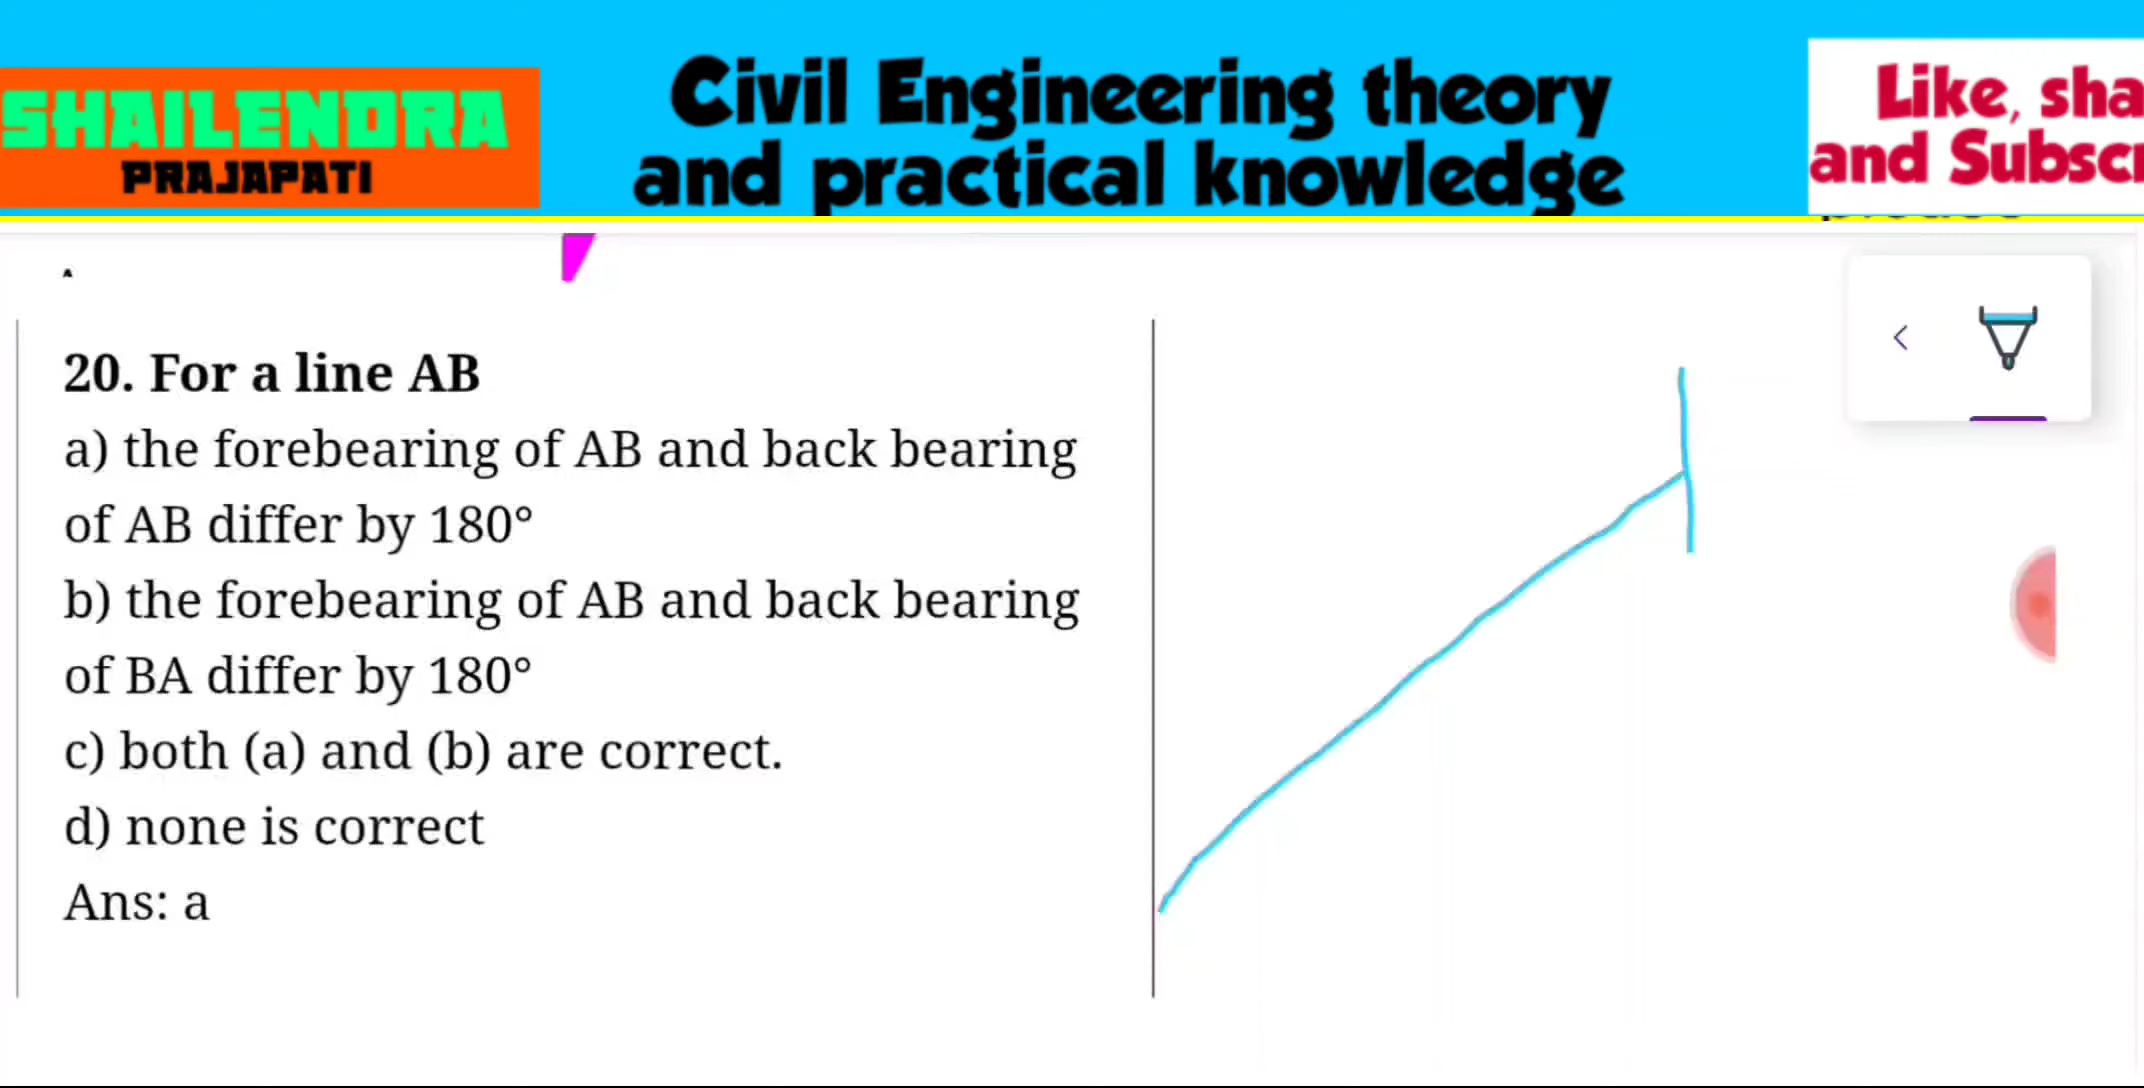 SHAILENDRA
PRAJAPATI
Civil Engineering theory
and practical knowledge
Like, sha
and Subscr
20. For a line AB
a) the forebearing of AB and back bearing
of AB differ by 180°
b) the forebearing of AB and back bearing
of BA differ by 180°
c) both (a) and (b) are correct.
d) none is correct
Ans: a